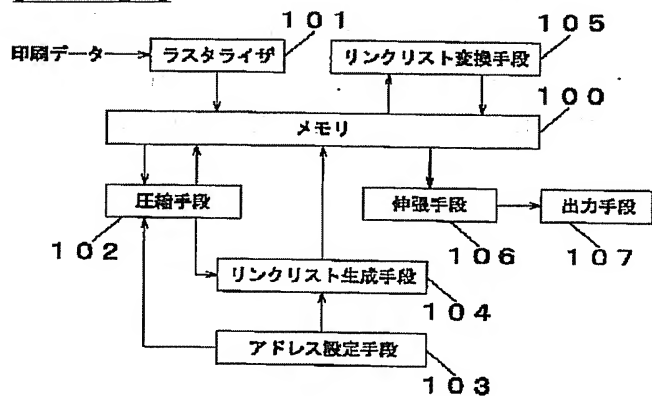 101
105
印刷データ
ラスタライザ
リンクリスト変換手段
100
メモリ
圧縮手段
伸張手段
出力手段
102
106
107
リンクリスト生成手段
104
アドレス設定手段
103